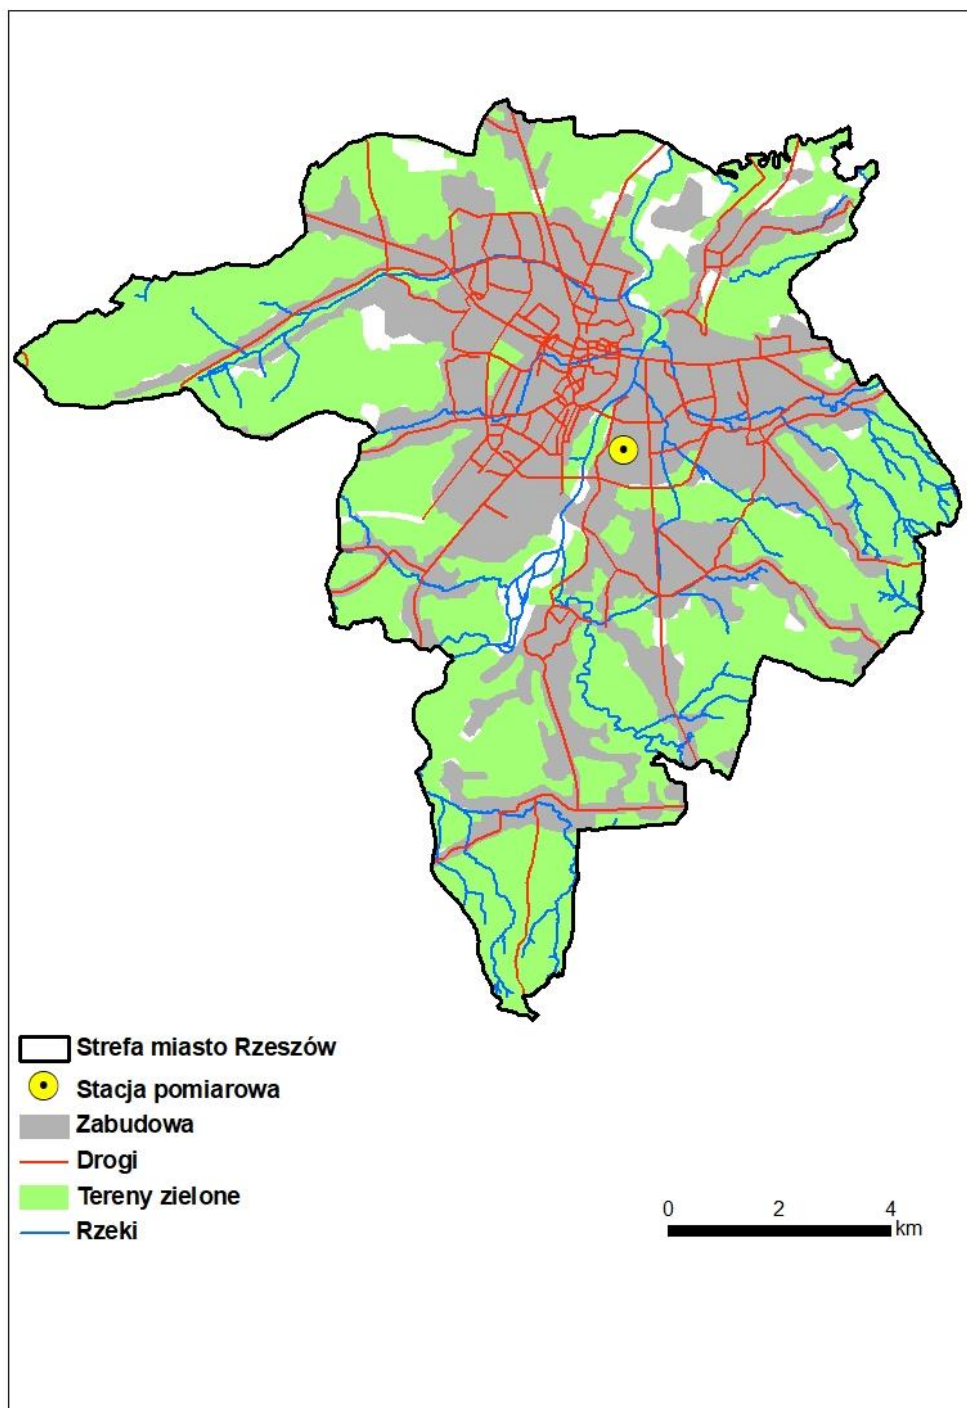 Strefa miasto Rzeszów
Stacja pomiarowa
Zabudowa
Drogi
Tereny zielone
Rzeki
0 2 4
km